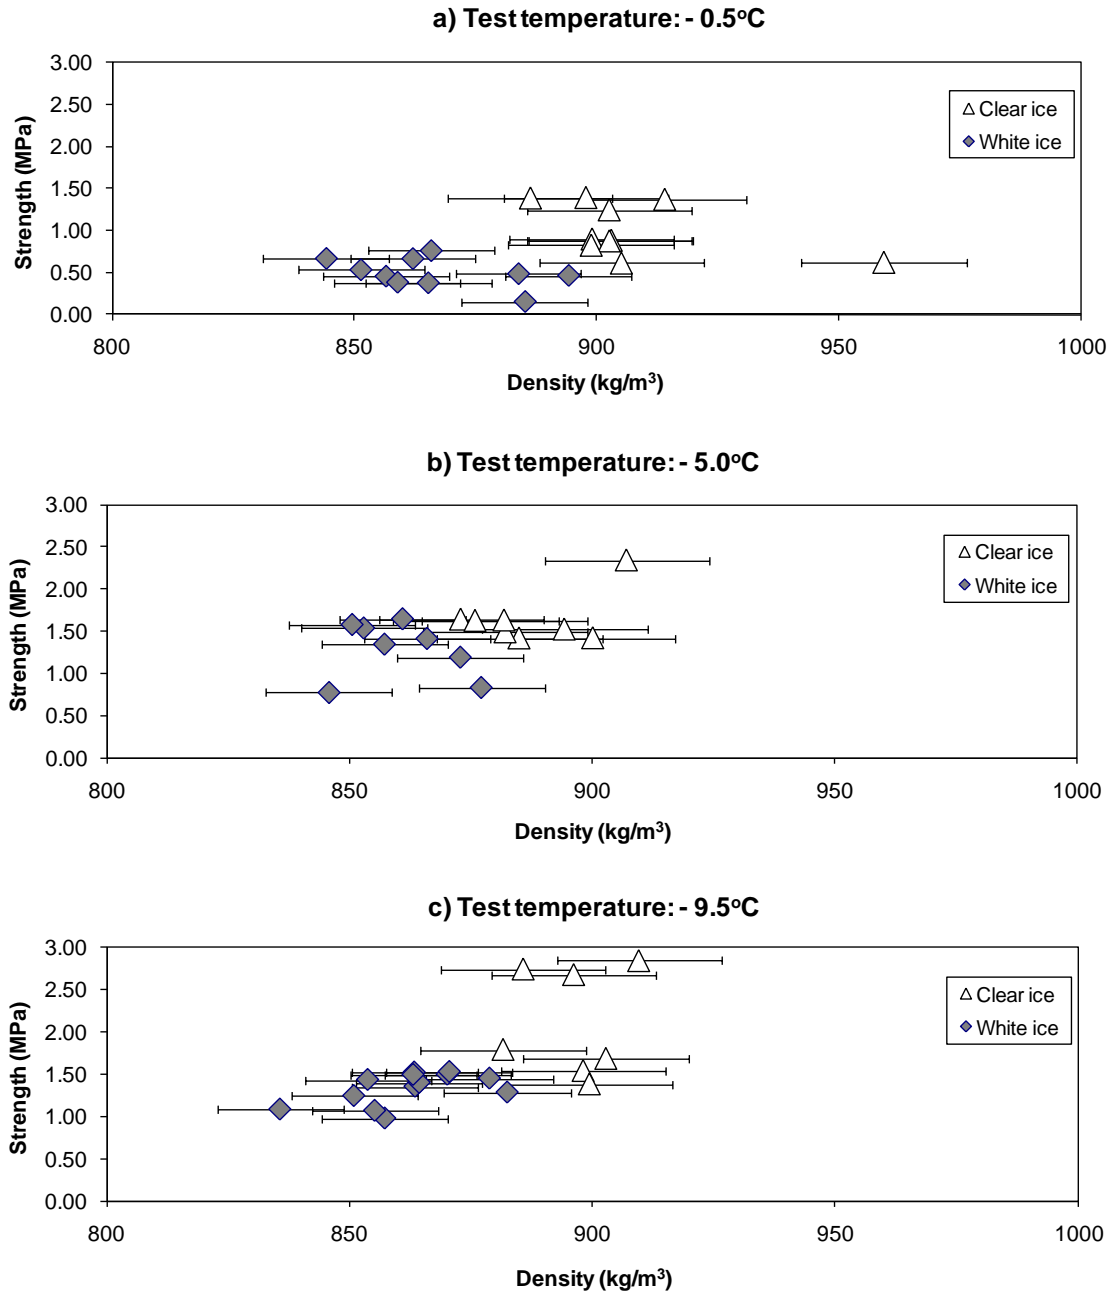 a) Test temperature: - 0.5°C
3.00
2.50
2.00
1.50
1.00
0.50
0.00
Strength (MPa)
Clear ice
White ice
800 850 900 950 1000
Density (kg/m³)
b) Test temperature: - 5.0°C
3.00
2.50
2.00
1.50
1.00
0.50
0.00
Strength (MPa)
Clear ice
White ice
800 850 900 950 1000
Density (kg/m³)
c) Test temperature: - 9.5°C
3.00
2.50
2.00
1.50
1.00
0.50
0.00
Strength (MPa)
Clear ice
White ice
800 850 900 950 1000
Density (kg/m³)